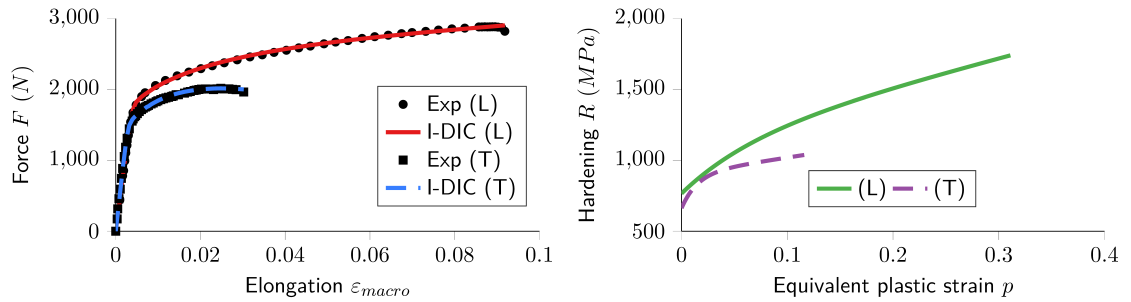 3,000
2,000
1,000
0
Force F (N)
0
0.02
0.04
0.06
0.08
0.1
Elongation ε_macro
Exp (L)
I-DIC (L)
Exp (T)
I-DIC (T)
2,000
1,500
1,000
500
Hardening R (MPa)
0
0.1
0.2
0.3
0.4
Equivalent plastic strain p
(L) (T)